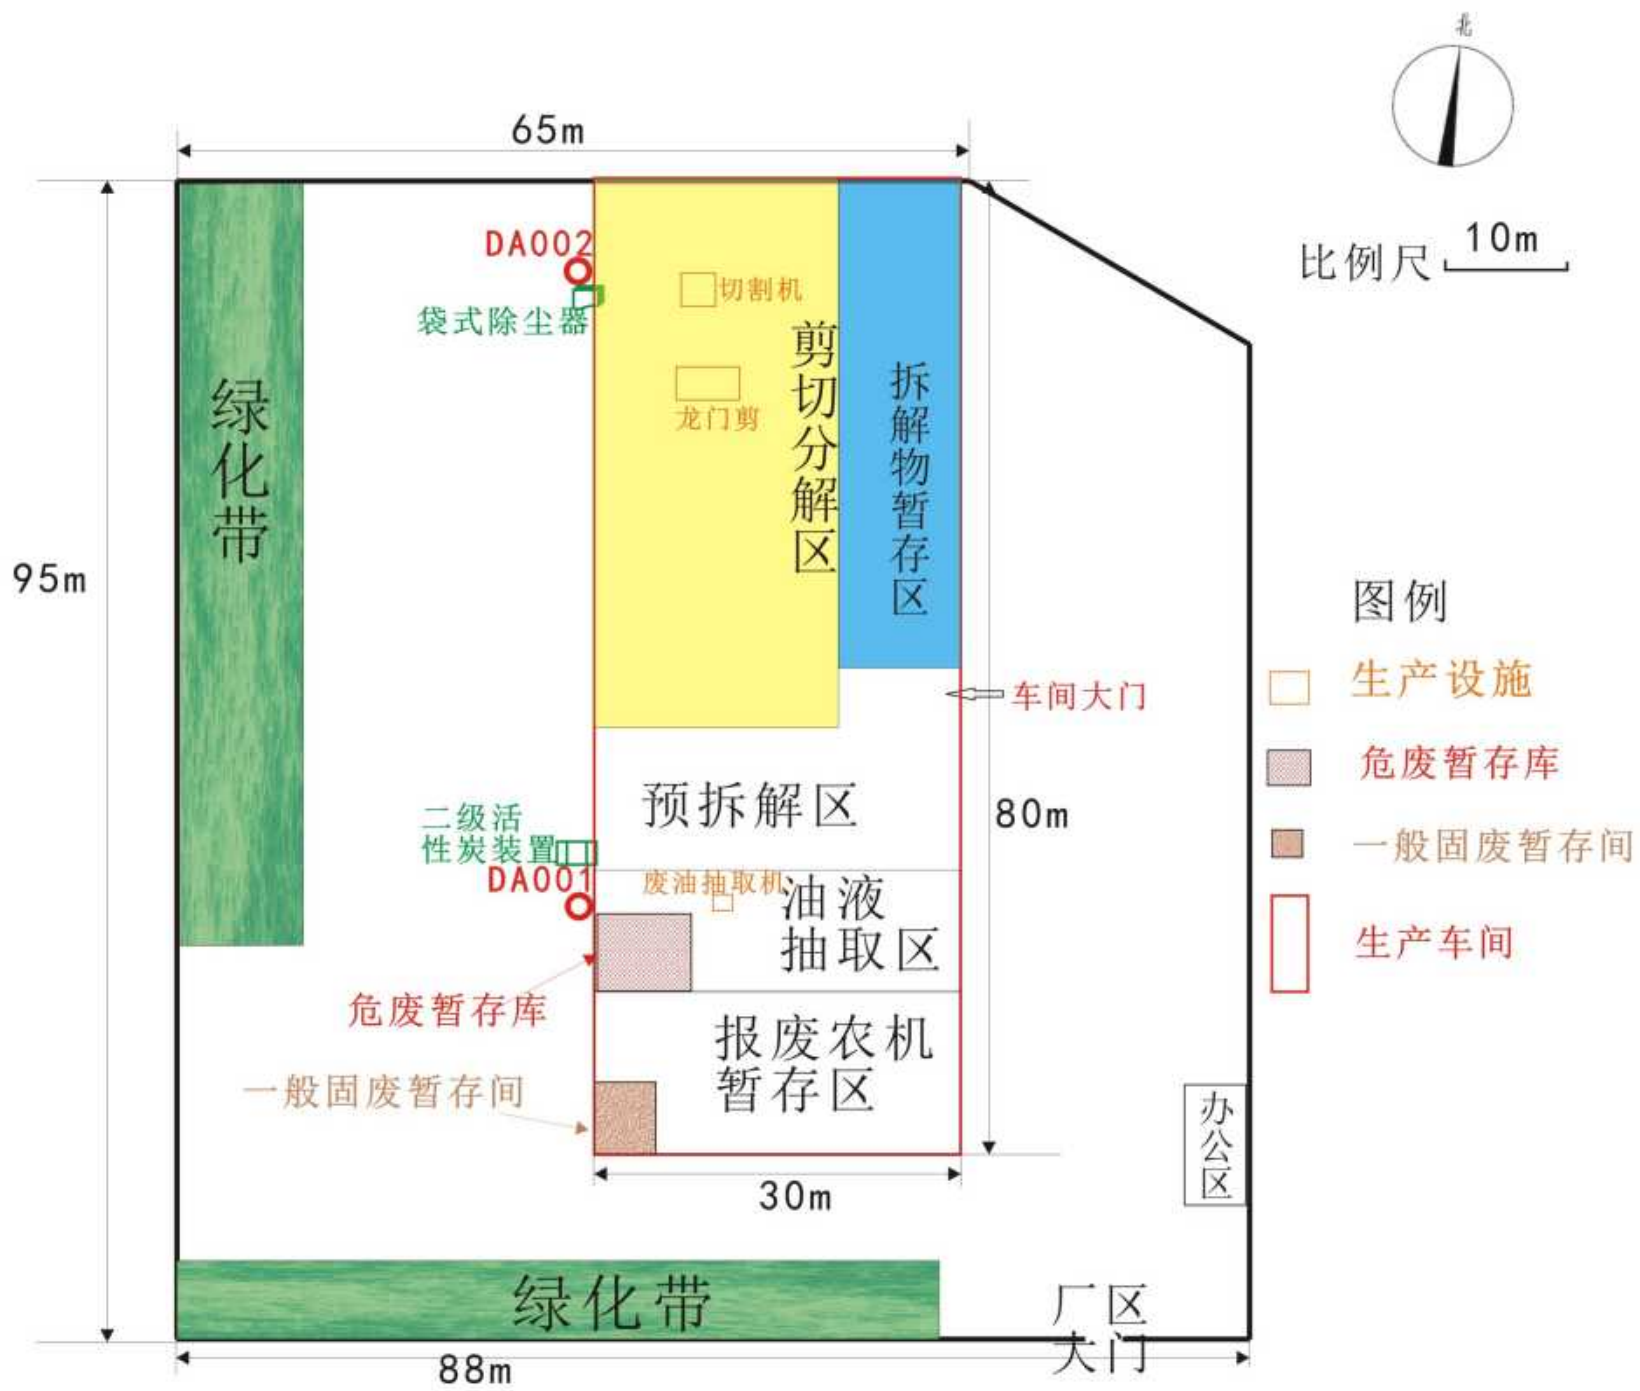 北
65m
10m
比例尺
DA002
袋式除尘器
切割机
龙门剪
剪切分解区
拆解物暂存区
绿化带
95m
图例
生产设施
危废暂存库
一般固废暂存间
生产车间
车间大门
预拆解区
80m
二级活
性炭装置
DA001
废油抽取机
油液
抽取区
危废暂存库
报废农机
暂存区
一般固废暂存间
办公区
30m
绿化带
厂区
大门
88m